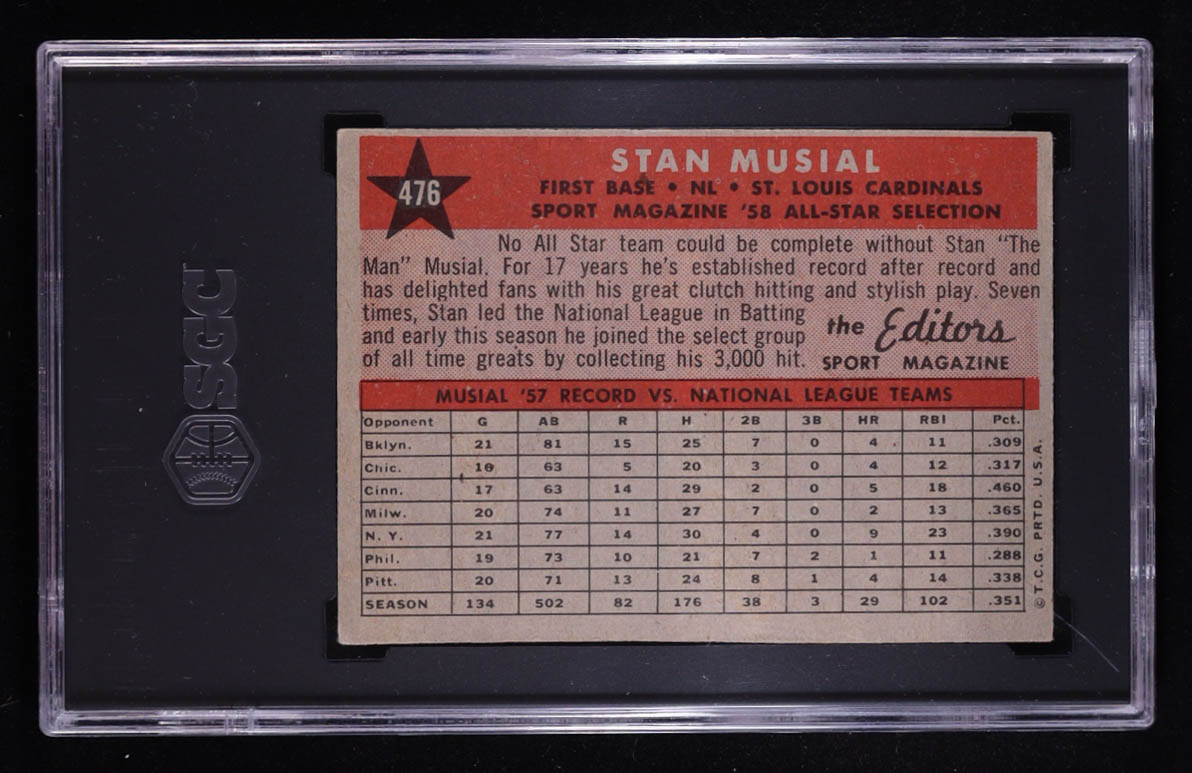 SGC
476
STAN MUSIAL
FIRST BASE • NL • ST. LOUIS CARDINALS
SPORT MAGAZINE '58 ALL-STAR SELECTION
No All Star team could be complete without Stan "The
Man" Musial. For 17 years he's established record after record and
has delighted fans with his great clutch hitting and stylish play. Seven
times, Stan led the National League in Batting
and early this season he joined the select group
of all time greats by collecting his 3,000 hit.
the Editors
SPORT MAGAZINE
MUSIAL '57 RECORD VS. NATIONAL LEAGUE TEAMS
Opponent G AB R H 2B 3B HR RBI Pct.
Bklyn. 21 81 15 25 7 0 4 11 .309
Chic. 16 63 5 20 3 0 4 12 .317
Cinn. 17 63 14 29 2 0 5 18 .460
Milw. 20 74 11 27 7 0 2 13 .365
N. Y. 21 77 14 30 4 0 9 23 .390
Phil. 19 73 10 21 7 2 1 11 .288
Pitt. 20 71 13 24 8 1 4 14 .338
SEASON 134 502 82 176 38 3 29 102 .351
© T.C.G. PRTD. U.S.A.